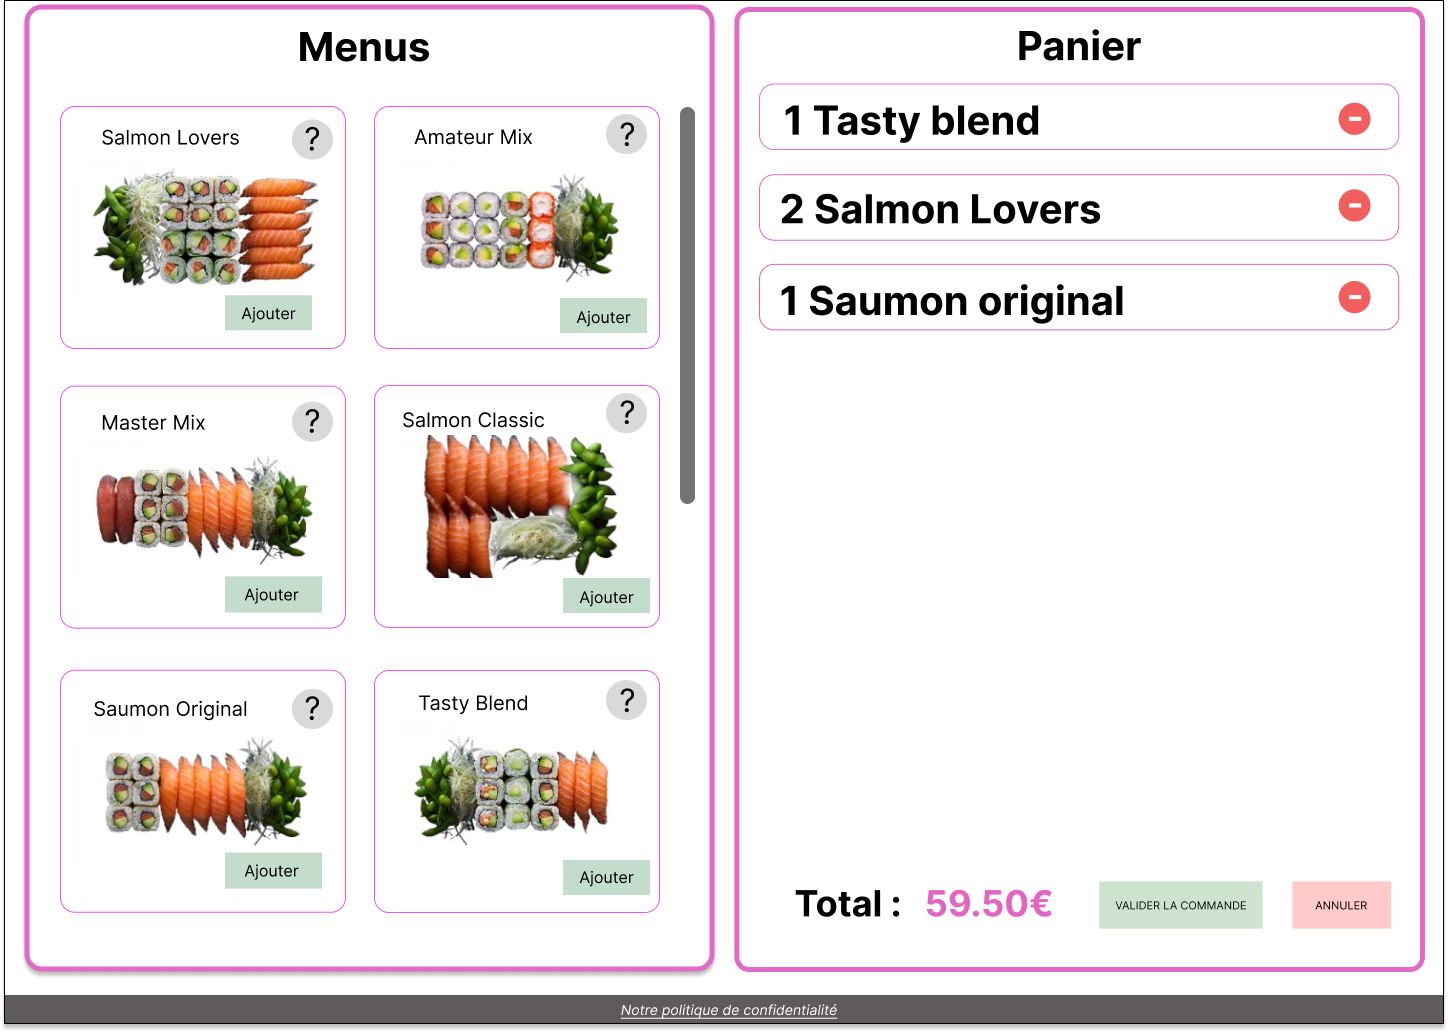 Menus
Salmon Lovers
?
Ajouter
Amateur Mix
?
Ajouter
Master Mix
?
Ajouter
Salmon Classic
?
Ajouter
Saumon Original
?
Ajouter
Tasty Blend
?
Ajouter
Panier
1 Tasty blend
-
2 Salmon Lovers
-
1 Saumon original
-
Total : 59.50€
VALIDER LA COMMANDE
ANNULER
Notre politique de confidentialité